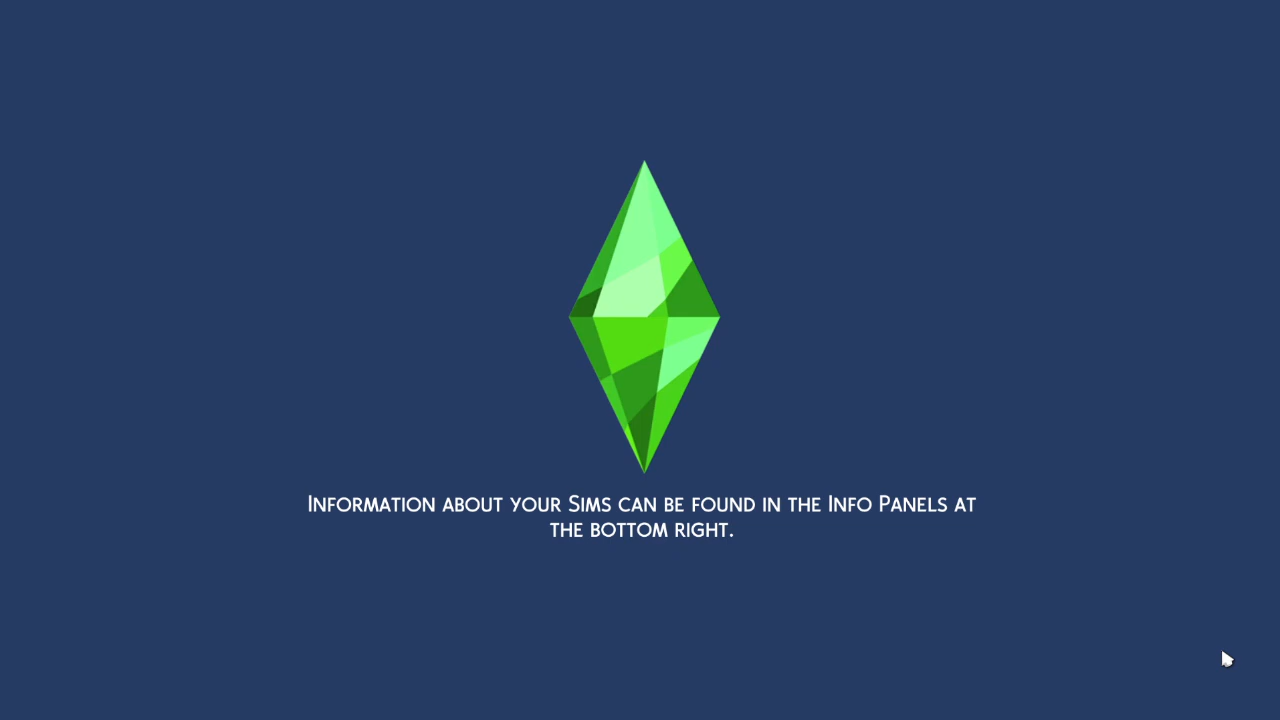 Information about your Sims can be found in the Info Panels at
the bottom right.